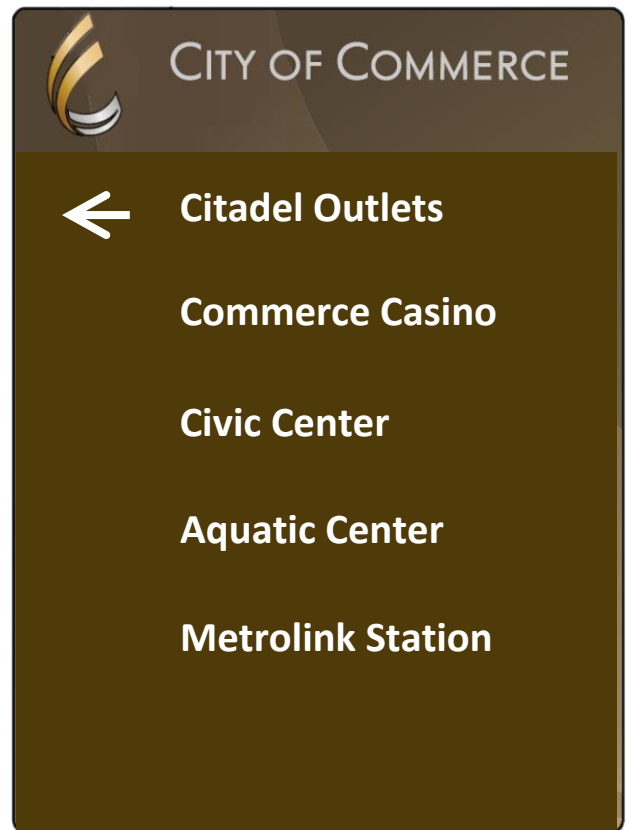 CITY OF COMMERCE
Citadel Outlets
Commerce Casino
Civic Center
Aquatic Center
Metrolink Station